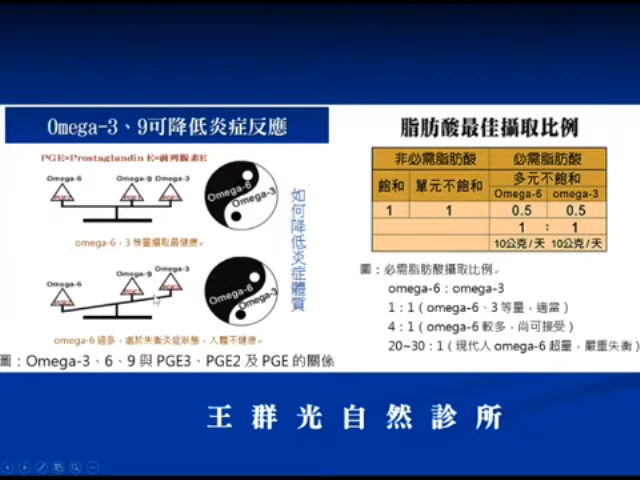 Omega-3、9可降低炎症反應
PGE=Prostaglandin E=前列腺素E
Omega-6 Omega-9 Omega-3
Omega-6
Omega-3
omega-6，3 等量攝取最健康
Omega-6 Omega-9 Omega-3
Omega-6
Omega-3
omega-6 過多，處於失衡炎症狀態，人體不健康
如何降低炎症體質
圖：Omega-3、6、9 與 PGE3、PGE2 及 PGE 的關係
脂肪酸最佳攝取比例
非必需脂肪酸 必需脂肪酸
飽和 單元不飽和 多元不飽和
Omega-6 omega-3
1 1 0.5 0.5
1 : 1
10公克/天 10公克/天
圖：必需脂肪酸攝取比例
omega-6：omega-3
1：1（omega-6、3 等量，適當）
4：1（omega-6 較多，尚可接受）
20~30：1（現代人 omega-6 超量，嚴重失衡）
王群光自然診所